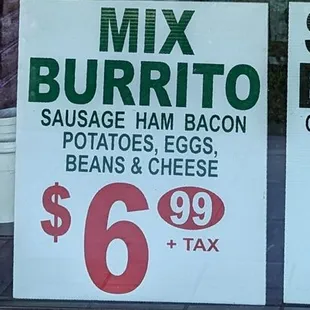 MIX
BURRITO
SAUSAGE HAM BACON
POTATOES, EGGS,
BEANS & CHEESE
$6 99
+ TAX